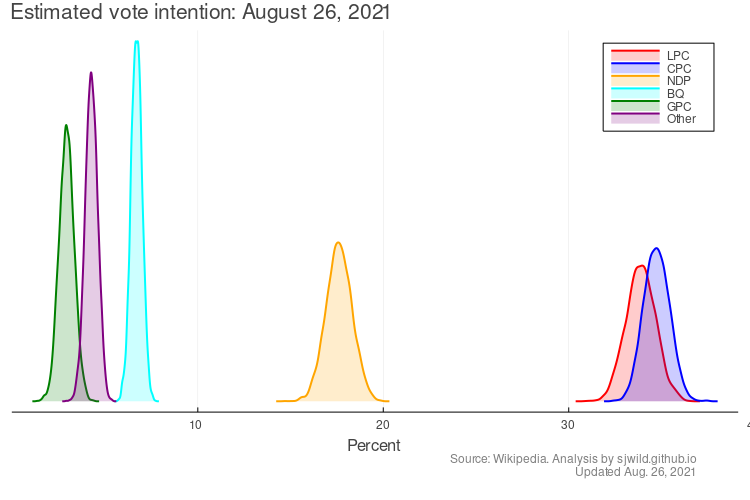 Estimated vote intention: August 26, 2021
LPC
CPC
NDP
BQ
GPC
Other
10
20
30
Percent
Source: Wikipedia. Analysis by sjwild.github.io
Updated Aug. 26, 2021